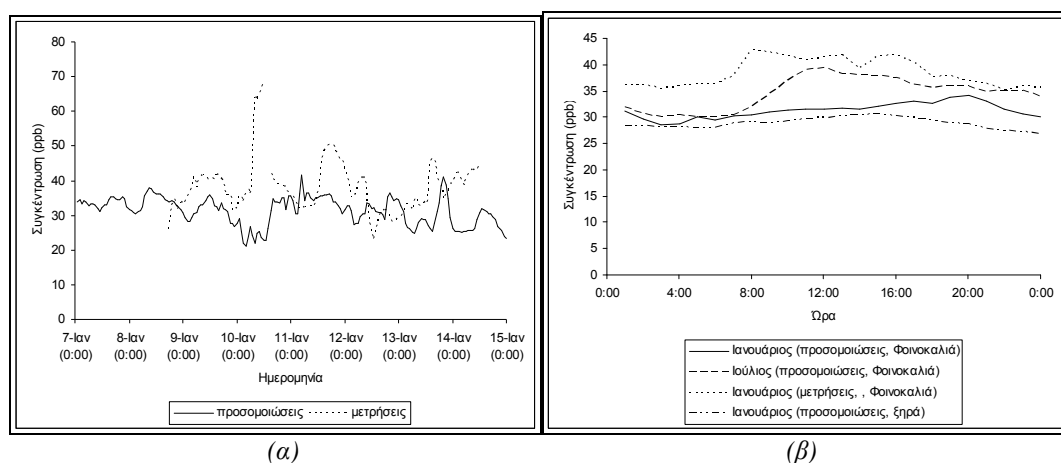 80
70
60
50
40
30
20
10
0
Συγκέντρωση (ppb)
7-Ιαν 8-Ιαν 9-Ιαν 10-Ιαν 11-Ιαν 12-Ιαν 13-Ιαν 14-Ιαν 15-Ιαν
(0:00) (0:00) (0:00) (0:00) (0:00) (0:00) (0:00) (0:00) (0:00)
Ημερομηνία
προσομοιώσεις μετρήσεις
(α)
45
40
35
30
25
20
15
10
5
0
Συγκέντρωση (ppb)
0:00 4:00 8:00 12:00 16:00 20:00 0:00
Ώρα
Ιανουάριος (προσομοιώσεις, Φοινοκαλιά)
Ιούλιος (προσομοιώσεις, Φοινοκαλιά)
Ιανουάριος (μετρήσεις, , Φοινοκαλιά)
Ιανουάριος (προσομοιώσεις, ξηρά)
(β)